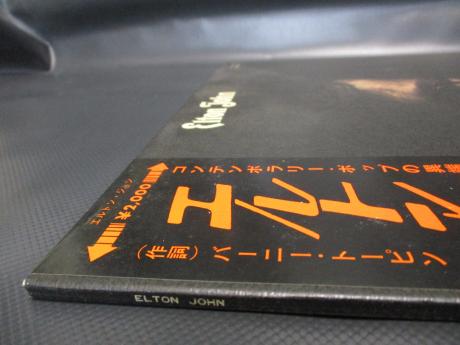 Elton John
コンテンポラリー・ポップの
エルトン
エルトン・ジョン
¥2,000
(作詞) バーニー・トーピン
ELTON JOHN